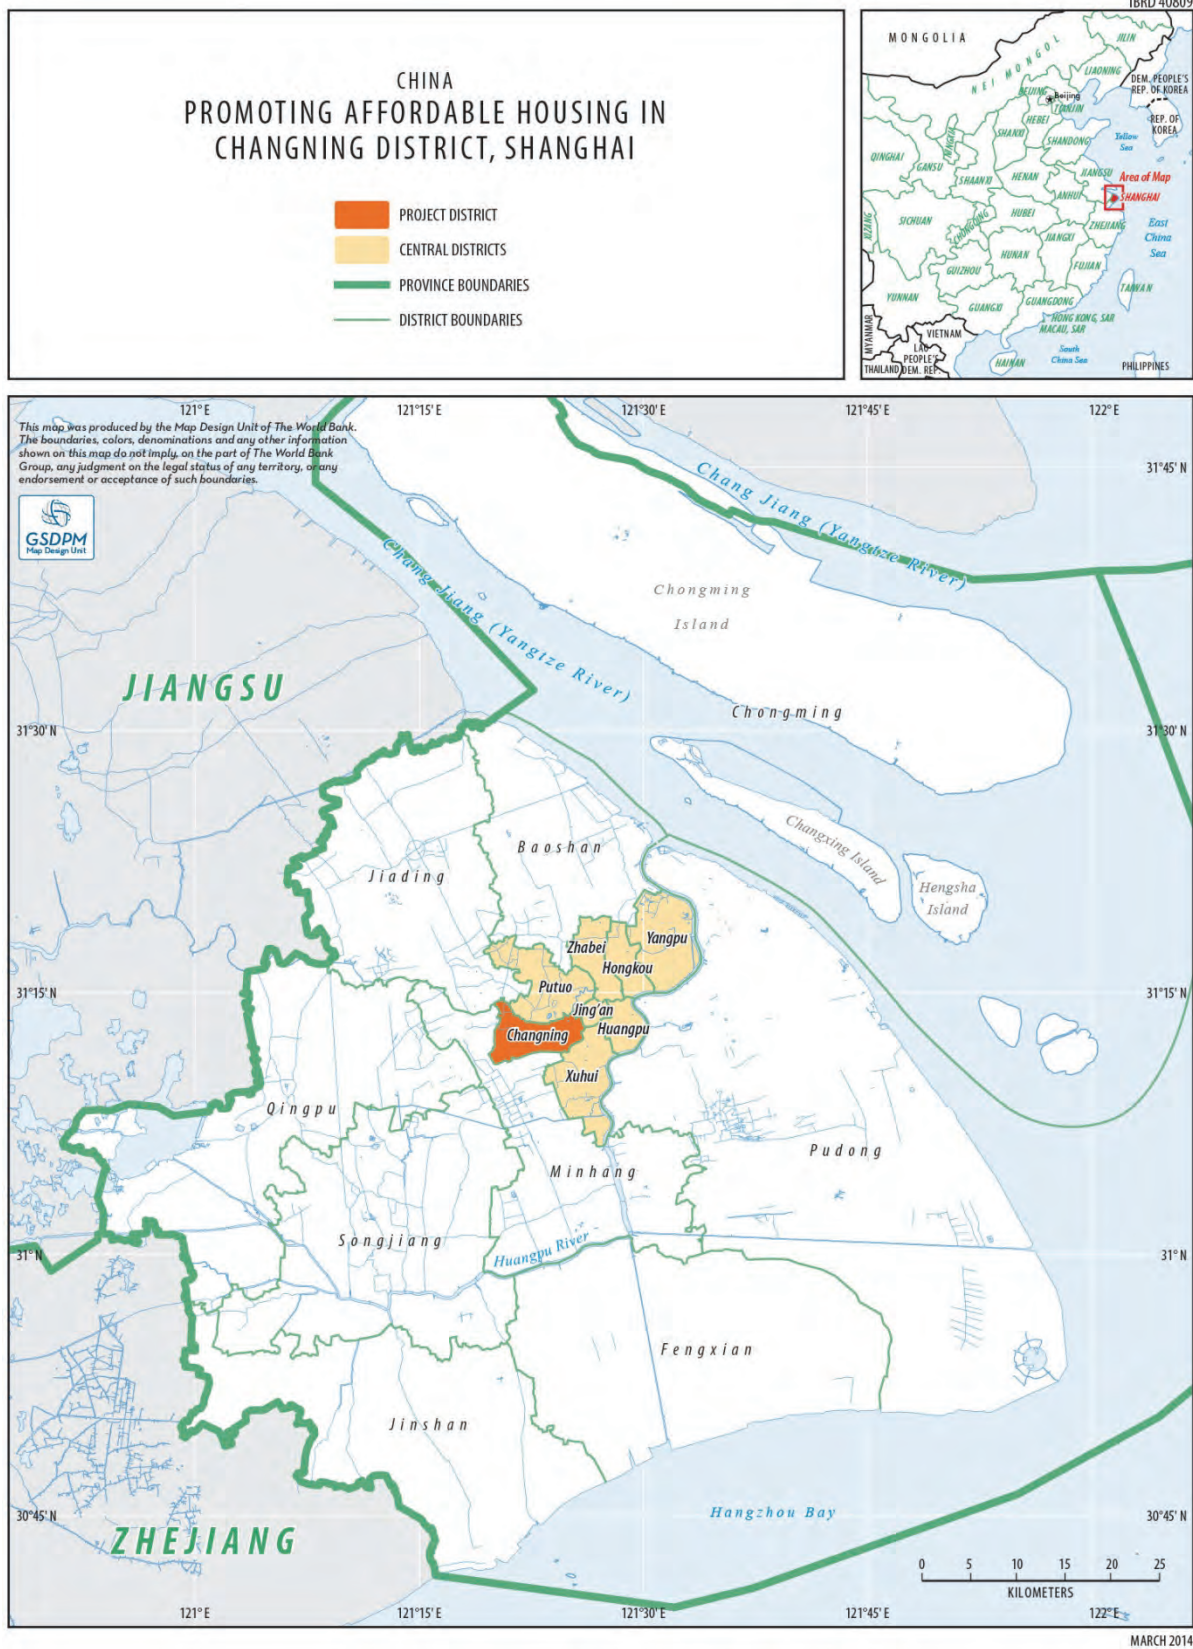 IBRD 40809
CHINA
PROMOTING AFFORDABLE HOUSING IN
CHANGNING DISTRICT, SHANGHAI
PROJECT DISTRICT
CENTRAL DISTRICTS
PROVINCE BOUNDARIES
DISTRICT BOUNDARIES
MONGOLIA
NEI MONGOL
JILIN
LIAONING
DEM. PEOPLE'S
REP. OF KOREA
BEIJING
Beijing
TIANJIN
HEBEI
REP. OF
KOREA
SHANXI
SHANDONG
Yellow
Sea
NINGXIA
QINGHAI
GANSU
SHAANXI
HENAN
JIANGSU
Area of Map
ANHUI
SHANGHAI
XIZANG
SICHUAN
CHONGQING
HUBEI
ZHEJIANG
East
China
Sea
JIANGXI
HUNAN
GUIZHOU
FUJIAN
TAIWAN
YUNNAN
GUANGXI
GUANGDONG
HONG KONG, SAR
MACAU, SAR
MYANMAR
VIETNAM
LAO
PEOPLE'S
DEM. REP.
THAILAND
HAINAN
South
China Sea
PHILIPPINES
121°E
121°15'E
121°30'E
121°45'E
122°E
This map was produced by the Map Design Unit of The World Bank.
The boundaries, colors, denominations and any other information
shown on this map do not imply, on the part of The World Bank
Group, any judgment on the legal status of any territory, or any
endorsement or acceptance of such boundaries.
GSDPM
Map Design Unit
31°45' N
Chang Jiang (Yangtze River)
Chang Jiang (Yangtze River)
Chongming
Island
JIANGSU
Chongming
31°30' N
31°30' N
Changxing Island
Hengsha
Island
Baoshan
Jiading
Yangpu
Zhabei
Hongkou
Putuo
31°15' N
31°15' N
Jing'an
Huangpu
Changning
Xuhui
Qingpu
Pudong
Minhang
Songjiang
Huangpu River
31°N
31°N
Fengxian
Jinshan
30°45' N
30°45' N
Hangzhou Bay
ZHEJIANG
0 5 10 15 20 25
KILOMETERS
121°E
121°15'E
121°30'E
121°45'E
122°E
MARCH 2014